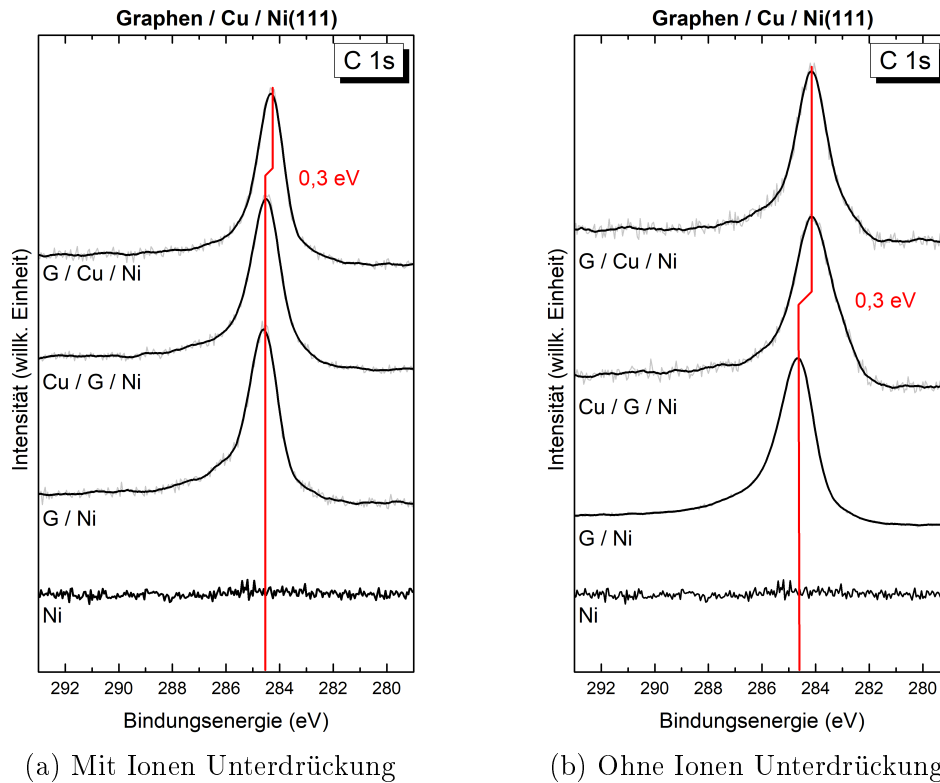 Graphen / Cu / Ni(111)
C 1s
0,3 eV
G / Cu / Ni
Cu / G / Ni
G / Ni
Ni
Intensität (willk. Einheit)
292 290 288 286 284 282 280
Bindungsenergie (eV)
(a) Mit Ionen Unterdrückung
Graphen / Cu / Ni(111)
C 1s
G / Cu / Ni
0,3 eV
Cu / G / Ni
G / Ni
Ni
Intensität (willk. Einheit)
292 290 288 286 284 282 280
Bindungsenergie (eV)
(b) Ohne Ionen Unterdrückung